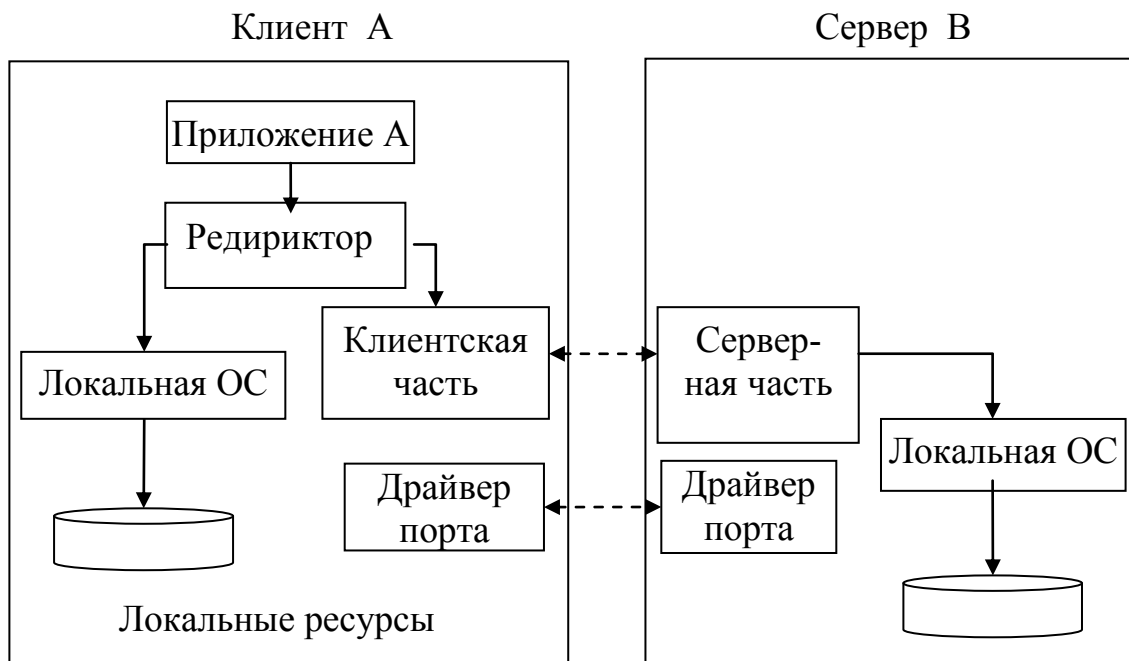 Клиент А
Сервер В
Приложение А
Редириктор
Клиентская
часть
Сервер-
ная часть
Локальная ОС
Локальная ОС
Драйвер
порта
Драйвер
порта
Локальные ресурсы